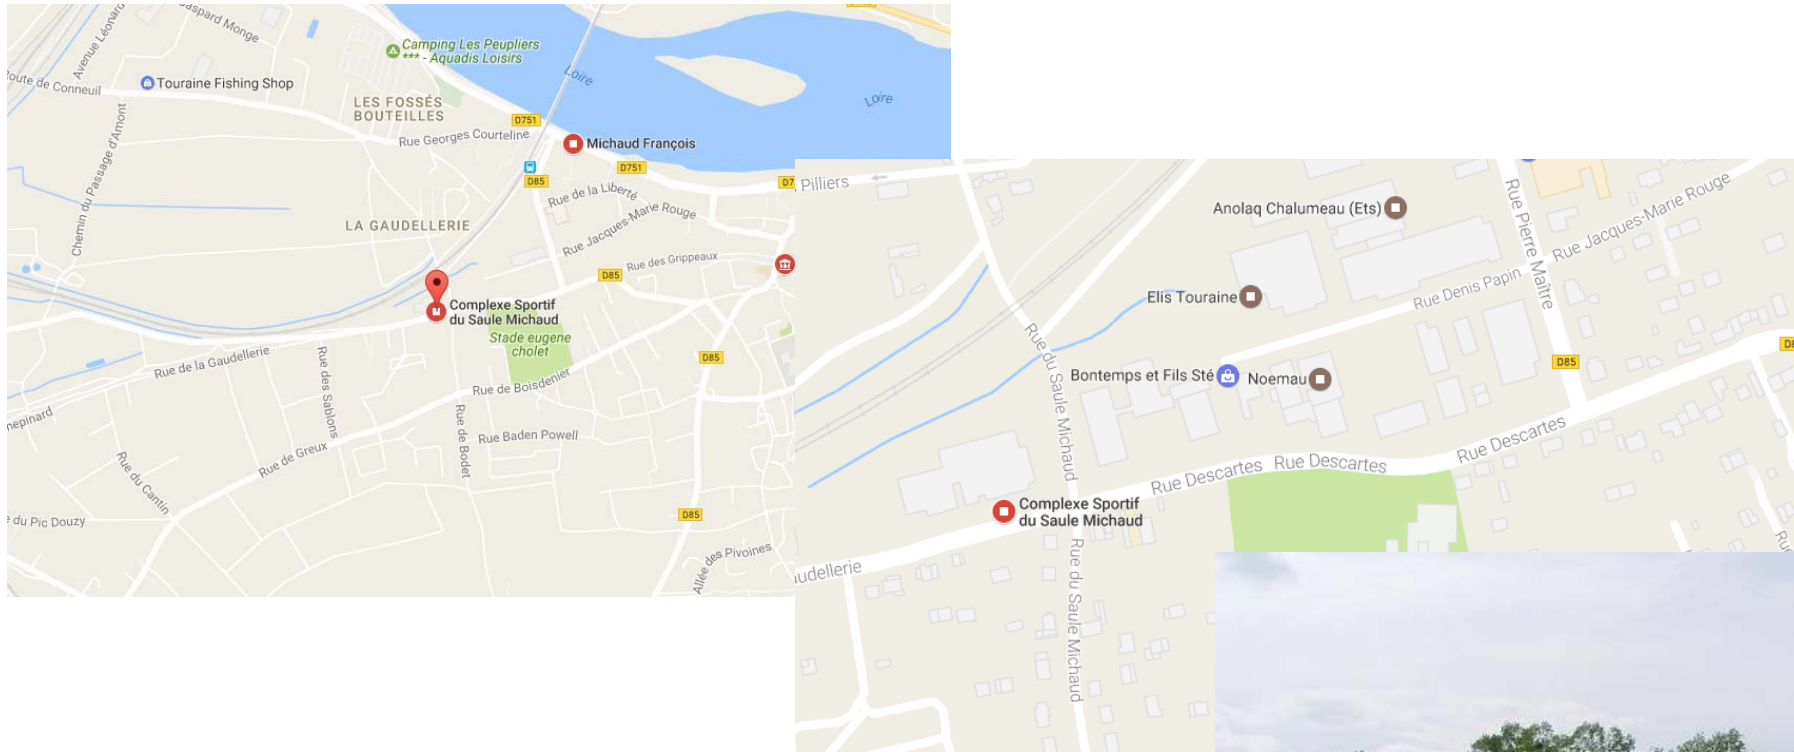 Gaspard Monge
Avenue Léonard
Camping Les Peupliers
*** - Aquadis Loisirs
Loire
Loire
Route de Conneuil
Touraine Fishing Shop
LES FOSSÉS
BOUTEILLES
D751
Rue Georges Courteline
Michaud François
D751
D85
D7
Chemin du Passage d'Amont
Rue de la Liberté
Rue Jacques-Marie Rouge
LA GAUDELLERIE
Rue des Grippeaux
D85
Complexe Sportif
du Saule Michaud
Stade eugene
cholet
Rue de la Gaudellerie
Rue des Sablons
D85
Rue de Boisdenier
nepinard
Rue de Bodet
Rue Baden Powell
Rue de Greux
Rue du Cantin
e du Pic Douzy
D85
Allée des Pivoines
Pilliers
Anolaq Chalumeau (Ets)
Rue Pierre Maître
Rue Jacques-Marie Rouge
Elis Touraine
Rue Denis Papin
Rue du Saule Michaud
Bontemps et Fils Sté
Noemau
D85
D8
Rue Descartes
Rue Descartes
Rue Descartes
Complexe Sportif
du Saule Michaud
Rue du Saule Michaud
udellerie
Rue